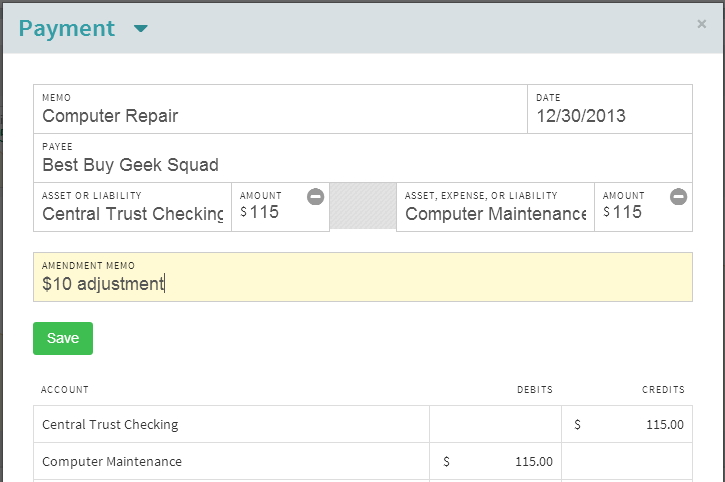 Payment
×
MEMO DATE
Computer Repair 12/30/2013
PAYEE
Best Buy Geek Squad
ASSET OR LIABILITY AMOUNT ASSET, EXPENSE, OR LIABILITY AMOUNT
Central Trust Checking $115 Computer Maintenance $115
AMENDMENT MEMO
$10 adjustment
Save
ACCOUNT DEBITS CREDITS
Central Trust Checking $ 115.00
Computer Maintenance $ 115.00